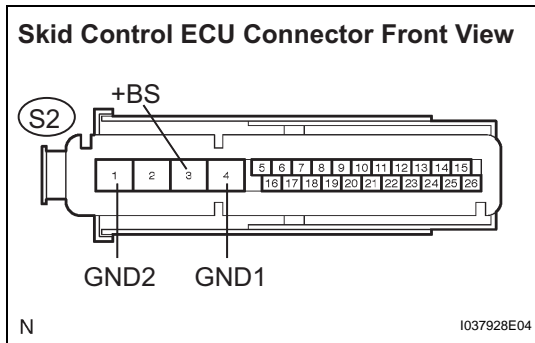 Skid Control ECU Connector Front View
S2
+BS
1 2 3 4 5 6 7 8 9 10 11 12 13 14 15
16 17 18 19 20 21 22 23 24 25 26
GND2 GND1
N I037928E04